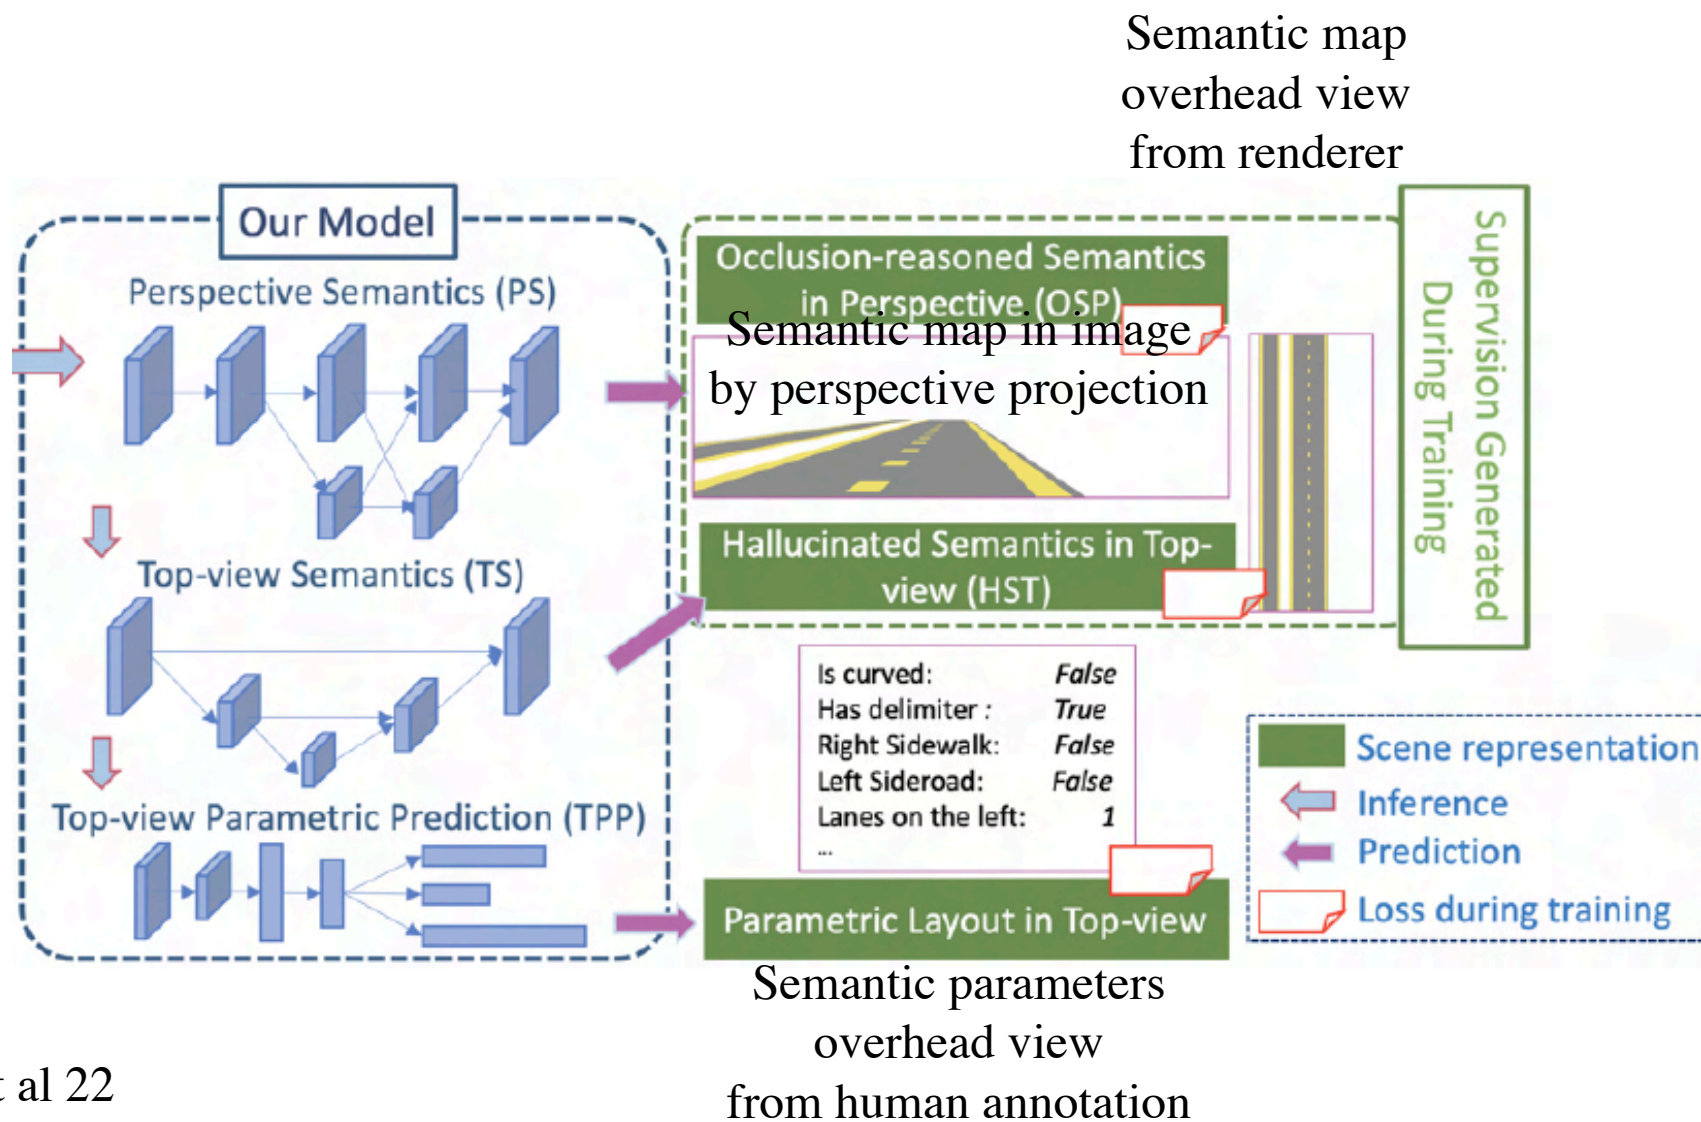 Semantic map
overhead view
from renderer
Our Model
Perspective Semantics (PS)
Top-view Semantics (TS)
Top-view Parametric Prediction (TPP)
Occlusion-reasoned Semantics
in Perspective (OSP)
Semantic map in image
by perspective projection
Hallucinated Semantics in Top-
view (HST)
Supervision Generated
During Training
Is curved: False
Has delimiter : True
Right Sidewalk: False
Left Sideroad: False
Lanes on the left: 1
...
Parametric Layout in Top-view
Scene representation
Inference
Prediction
Loss during training
Semantic parameters
overhead view
from human annotation
al 22